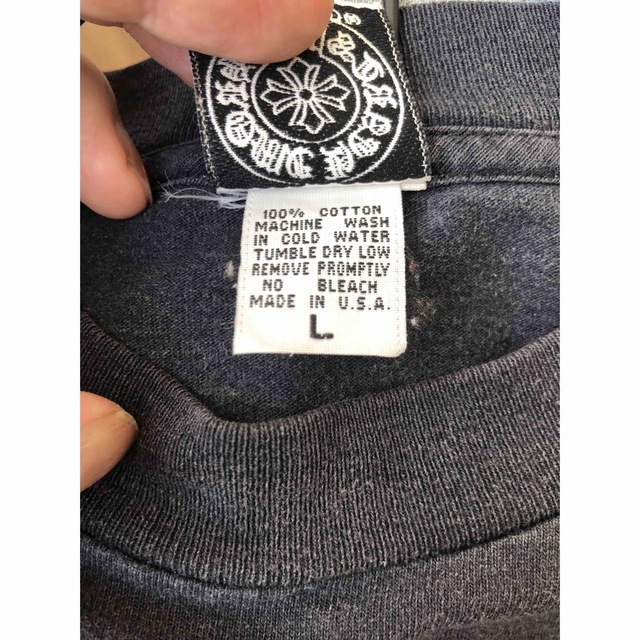 100% COTTON
MACHINE WASH
IN COLD WATER
TUMBLE DRY LOW
REMOVE PROMPTLY
NO BLEACH
MADE IN U.S.A.
L.